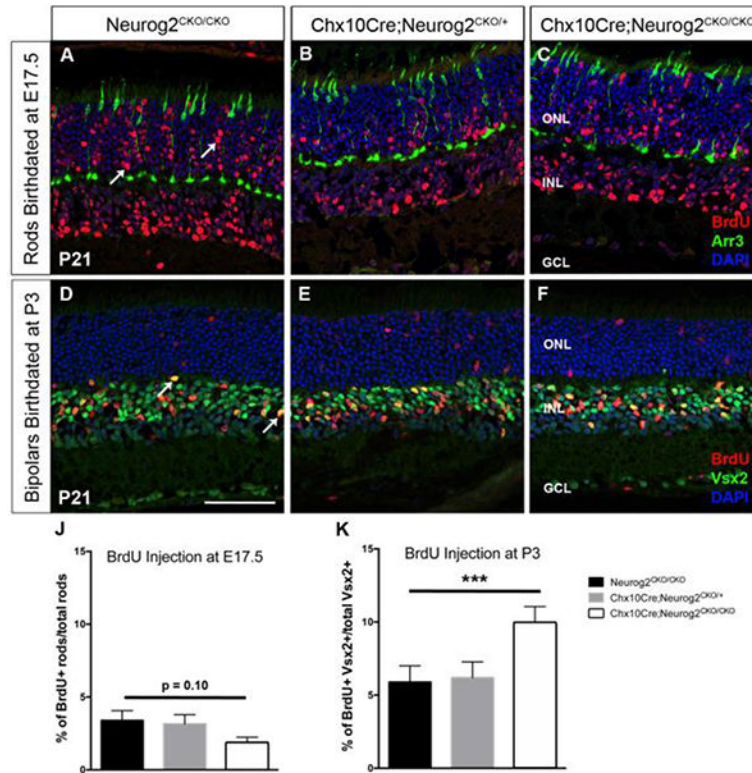 Neurog2CKO/CKO
Chx10Cre;Neurog2CKO/+
Chx10Cre;Neurog2CKO/CKO
Rods Birthdated at E17.5
A
B
C
ONL
INL
BrdU
Arr3
DAPI
P21
GCL
Bipolars Birthdated at P3
D
E
F
ONL
INL
BrdU
Vsx2
DAPI
P21
GCL
J
BrdU Injection at E17.5
% of BrdU+ rods/total rods
15
10
5
0
p = 0.10
K
BrdU Injection at P3
% of BrdU+ Vsx2+/total Vsx2+
15
10
5
0
***
Neurog2CKO/CKO
Chx10Cre;Neurog2CKO/+
Chx10Cre;Neurog2CKO/CKO